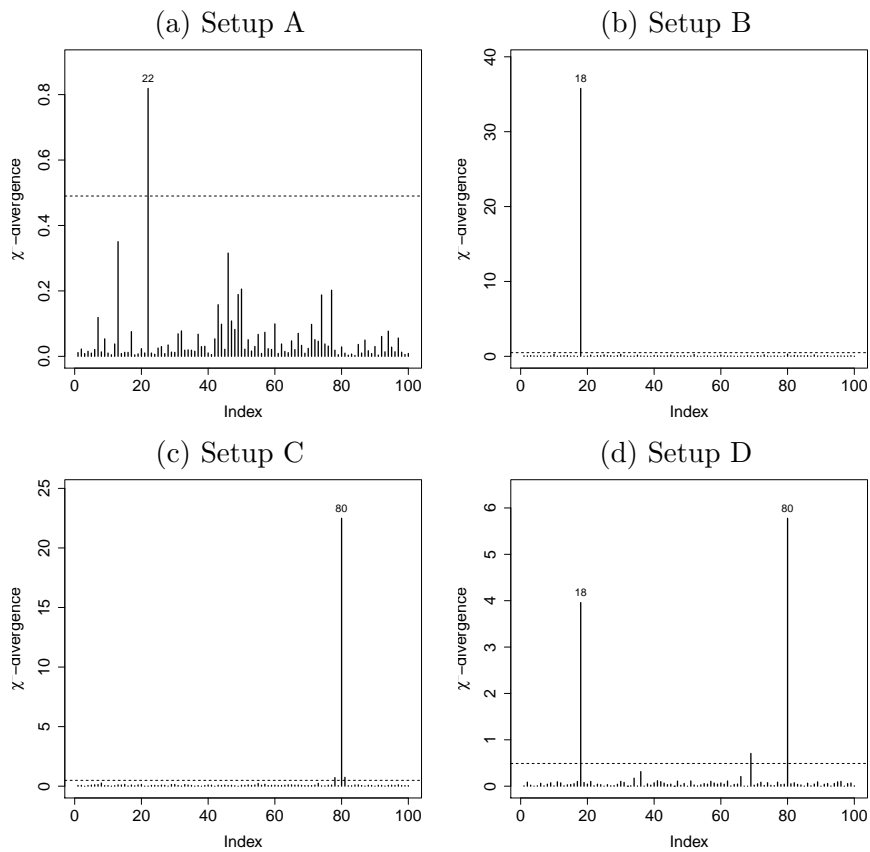 (a) Setup A
22
0.0 0.2 0.4 0.6 0.8
χ -divergence
0 20 40 60 80 100
Index
(b) Setup B
18
0 10 20 30 40
χ -divergence
0 20 40 60 80 100
Index
(c) Setup C
80
0 5 10 15 20 25
χ -divergence
0 20 40 60 80 100
Index
(d) Setup D
18 80
0 1 2 3 4 5 6
χ -divergence
0 20 40 60 80 100
Index